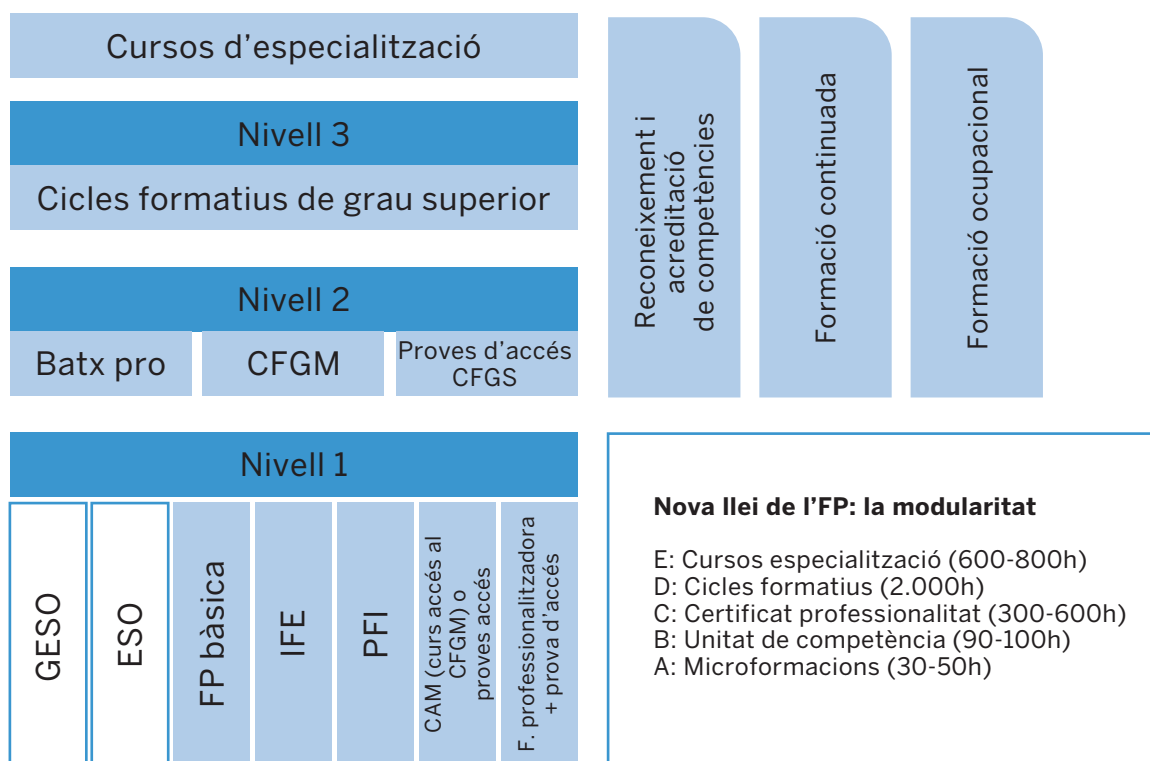 Cursos d'especialització
Nivell 3
Cicles formatius de grau superior
Nivell 2
Batx pro
CFGM
Proves d'accés
CFGS
Nivell 1
GESO
ESO
FP bàsica
IFE
PFI
CAM (curs accés al
CFGM) o
proves accés
F. professionalitzadora
+ prova d'accés
Reconeixement i
acreditació
de competències
Formació continuada
Formació ocupacional
Nova llei de l'FP: la modularitat
E: Cursos especialització (600-800h)
D: Cicles formatius (2.000h)
C: Certificat professionalitat (300-600h)
B: Unitat de competència (90-100h)
A: Microformacions (30-50h)